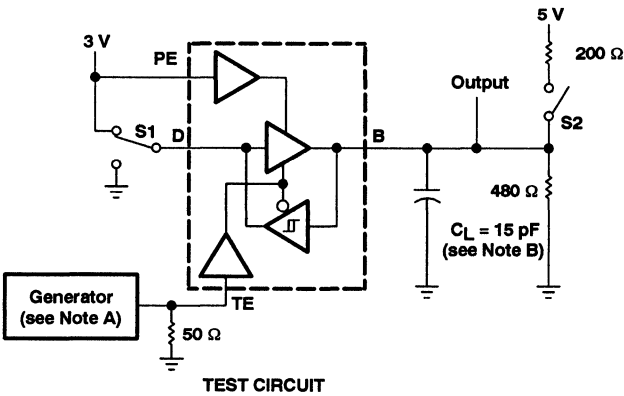 5 V
3 V
PE
200 Ω
Output
S1
D
B
S2
480 Ω
C_L = 15 pF
(see Note B)
Generator
(see Note A)
TE
50 Ω
TEST CIRCUIT